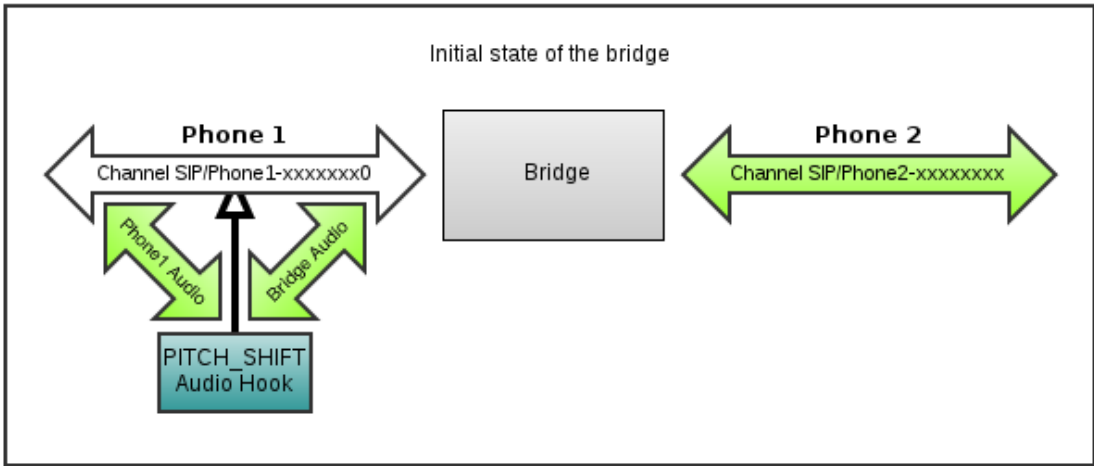 Initial state of the bridge
Phone 1
Channel SIP/Phone1-xxxxxxx0
Bridge
Phone 2
Channel SIP/Phone2-xxxxxxxx
Phone1 Audio
Bridge Audio
PITCH_SHIFT
Audio Hook